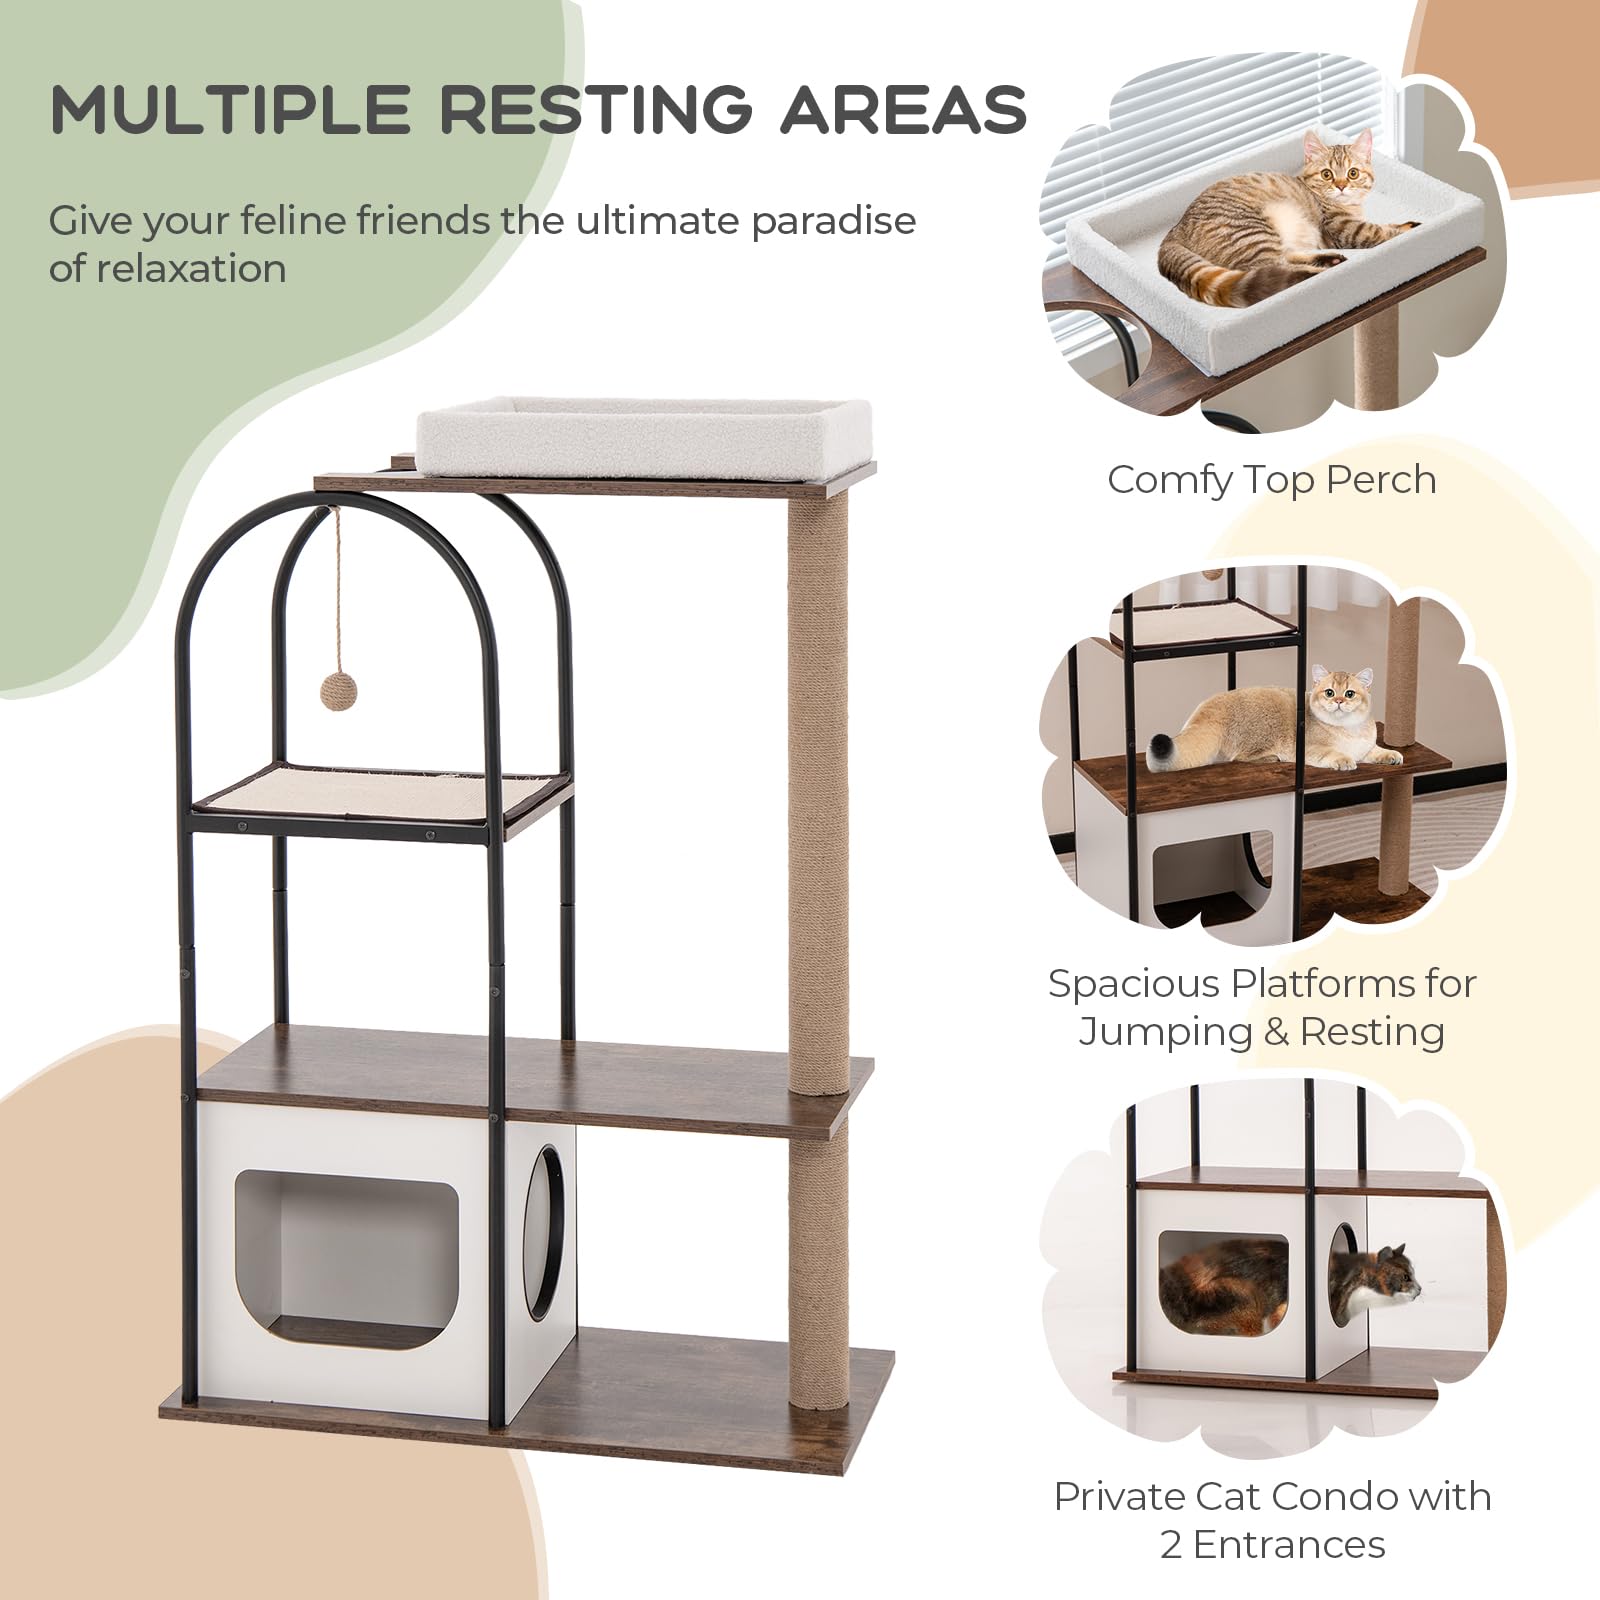 MULTIPLE RESTING AREAS
Give your feline friends the ultimate paradise
of relaxation
Comfy Top Perch
Spacious Platforms for
Jumping & Resting
Private Cat Condo with
2 Entrances